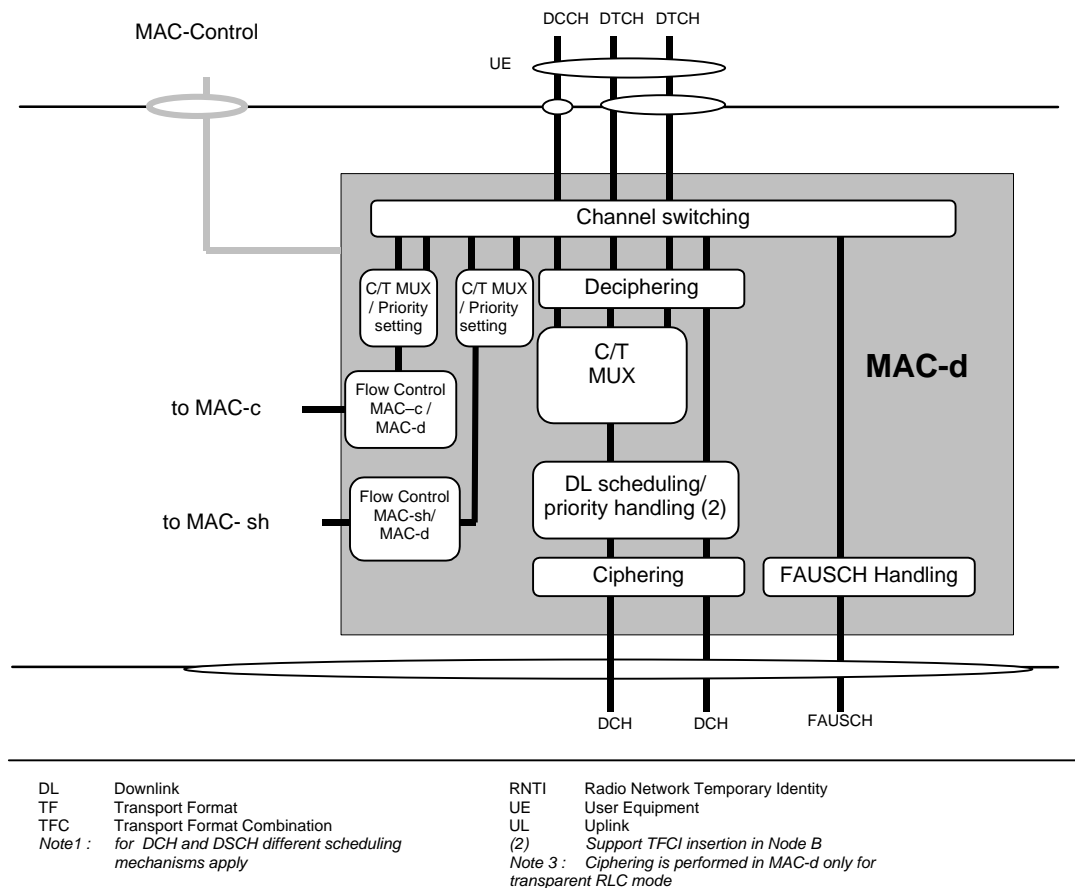 DCCH DTCH DTCH
MAC-Control
UE
Channel switching
C/T MUX
/ Priority
setting
C/T MUX
/ Priority
setting
Deciphering
C/T
MUX
MAC-d
Flow Control
MAC–c /
MAC-d
to MAC-c
DL scheduling/
priority handling (2)
Flow Control
MAC-sh/
MAC-d
to MAC- sh
Ciphering
FAUSCH Handling
DCH DCH FAUSCH
DL Downlink
TF Transport Format
TFC Transport Format Combination
Note1 : for DCH and DSCH different scheduling
mechanisms apply
RNTI Radio Network Temporary Identity
UE User Equipment
UL Uplink
(2) Support TFCI insertion in Node B
Note 3 : Ciphering is performed in MAC-d only for
transparent RLC mode